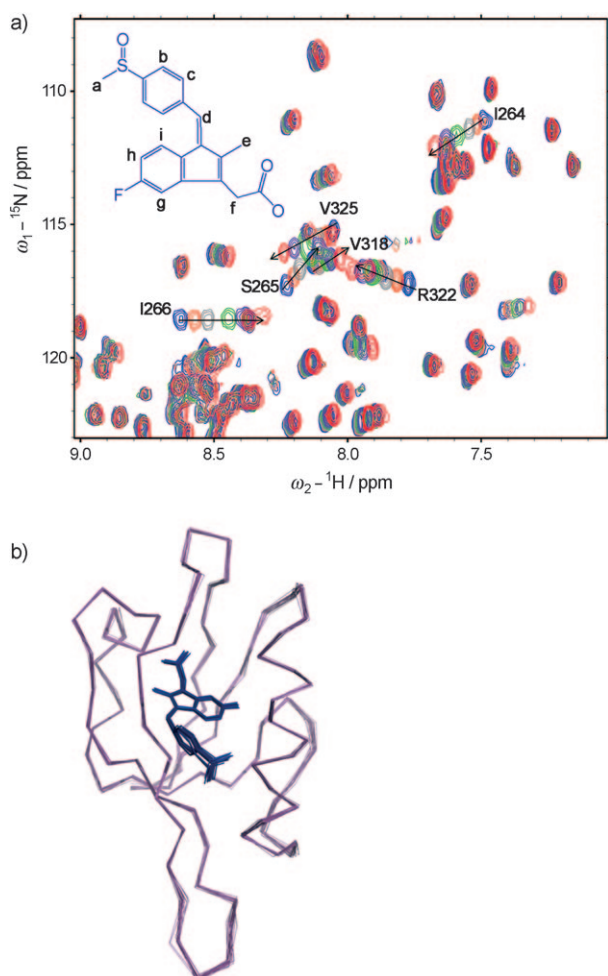 a)
O
S
a
b
c
d
e
i
h
F
g
f
O
O
I264
V325
V318
S265
R322
I266
110
115
120
ω₁ – ¹⁵N / ppm
9.0 8.5 8.0 7.5
ω₂ – ¹H / ppm
b)